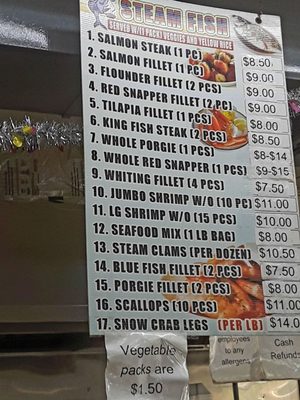 STEAM FISH
SERVED W/(1 PACK) VEGGIES AND YELLOW RICE
1. SALMON STEAK (1 PC) $8.50
2. SALMON FILLET (1 PC) $9.00
3. FLOUNDER FILLET (2 PCS) $9.00
4. RED SNAPPER FILLET (2 PC) $9.00
5. TILAPIA FILLET (1 PCS) $8.00
6. KING FISH STEAK (2 PCS) $8.50
7. WHOLE PORGIE (1 PCS) $8-$14
8. WHOLE RED SNAPPER (1 PCS) $9-$15
9. WHITING FILLET (4 PCS) $7.50
10. JUMBO SHRIMP W/O (10 PC) $11.00
11. LG SHRIMP W/O (15 PCS) $10.00
12. SEAFOOD MIX (1 LB BAG) $8.00
13. STEAM CLAMS (PER DOZEN) $10.50
14. BLUE FISH FILLET (2 PCS) $7.50
15. PORGIE FILLET (2 PCS) $8.00
16. SCALLOPS (10 PCS) $11.00
17. SNOW CRAB LEGS (PER LB) $14.0
Vegetable
packs are
$1.50
employees
to any
allergens
Cash
Refunds